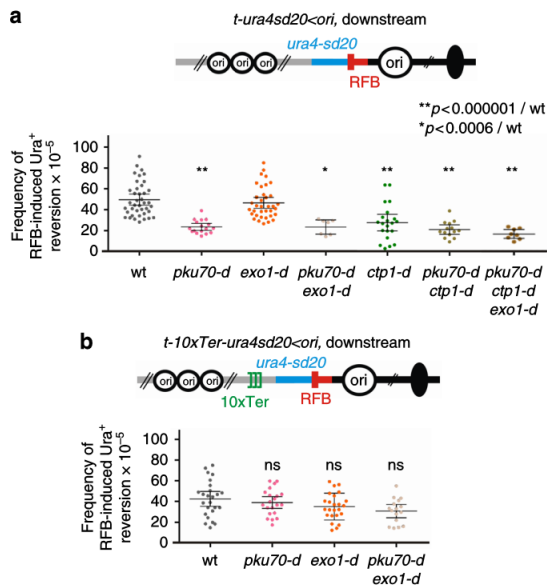 a
t-ura4sd20<ori, downstream
ura4-sd20
ori ori ori
ori
RFB
**p<0.000001 / wt
*p<0.0006 / wt
Frequency of
RFB-induced Ura+
reversion × 10⁻⁵
100
80
60
40
20
0
** * ** ** **
wt pku70-d exo1-d pku70-d ctp1-d pku70-d pku70-d
exo1-d ctp1-d ctp1-d
exo1-d
b
t-10xTer-ura4sd20<ori, downstream
ura4-sd20
ori ori ori
ori
10xTer
RFB
Frequency of
RFB-induced Ura+
reversion × 10⁻⁵
100
80
60
40
20
0
ns ns ns
wt pku70-d exo1-d pku70-d
exo1-d